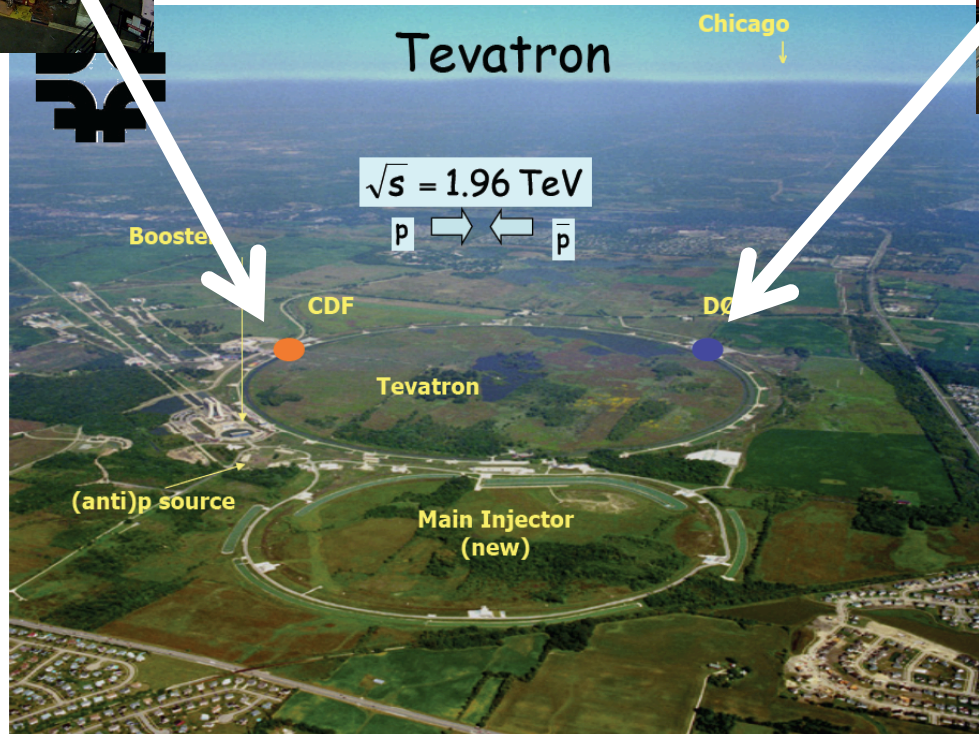 Chicago
Tevatron
√s = 1.96 TeV
p p̅
Booster
CDF DØ
Tevatron
(anti)p source
Main Injector
(new)